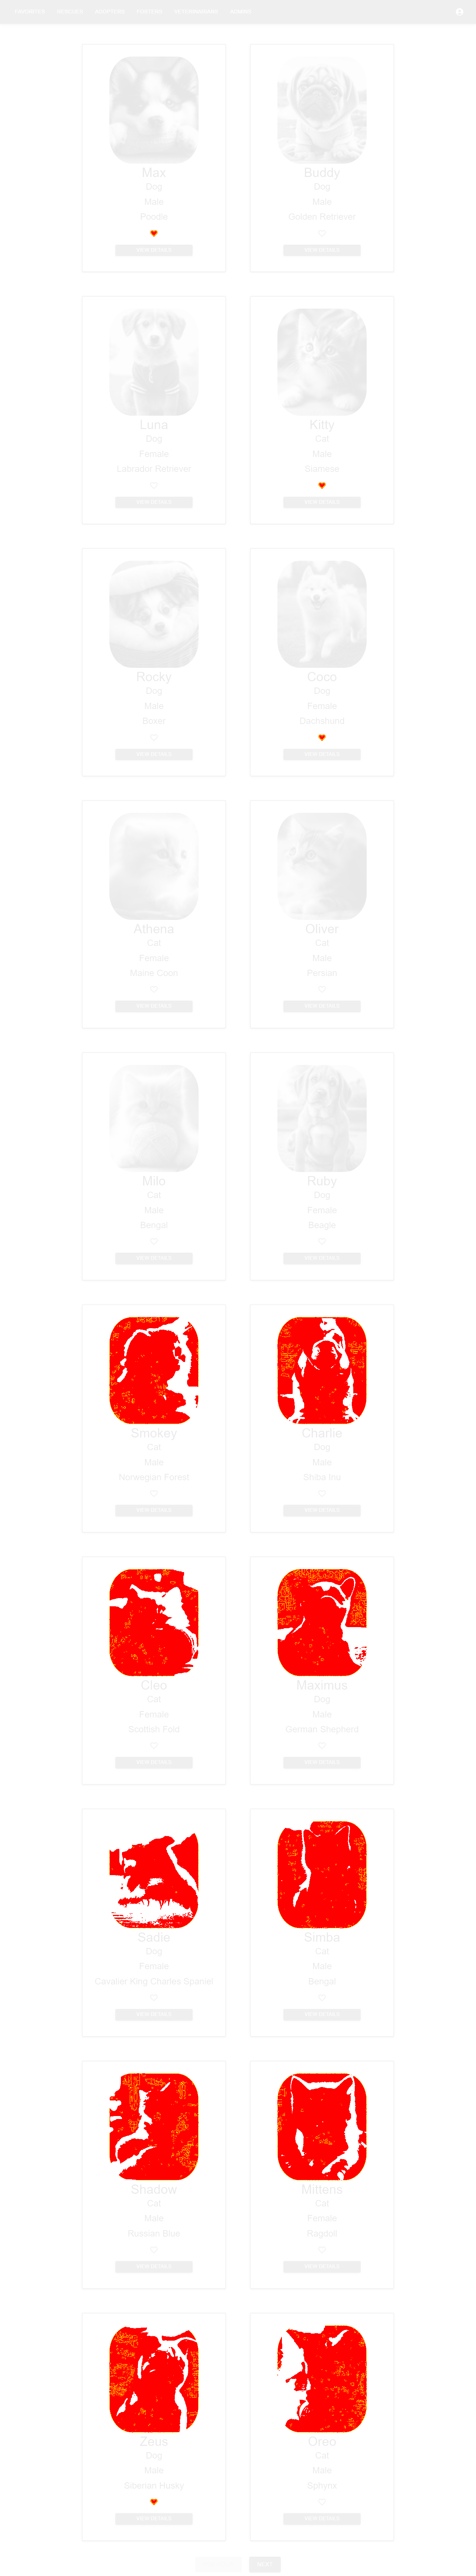 Max
Dog
Male
Poodle
Buddy
Dog
Male
Golden Retriever
Luna
Dog
Female
Labrador Retriever
Kitty
Cat
Male
Siamese
Rocky
Dog
Male
Boxer
Coco
Dog
Female
Dachshund
Athena
Cat
Female
Maine Coon
Oliver
Cat
Male
Persian
Milo
Cat
Male
Bengal
Ruby
Dog
Female
Beagle
Smokey
Cat
Male
Norwegian Forest
Charlie
Dog
Male
Shiba Inu
Cleo
Cat
Female
Scottish Fold
Maximus
Dog
Male
German Shepherd
Sadie
Dog
Female
Cavalier King Charles Spaniel
Simba
Cat
Male
Bengal
Shadow
Cat
Male
Russian Blue
Mittens
Cat
Female
Ragdoll
Zeus
Dog
Male
Siberian Husky
Oreo
Cat
Male
Sphynx